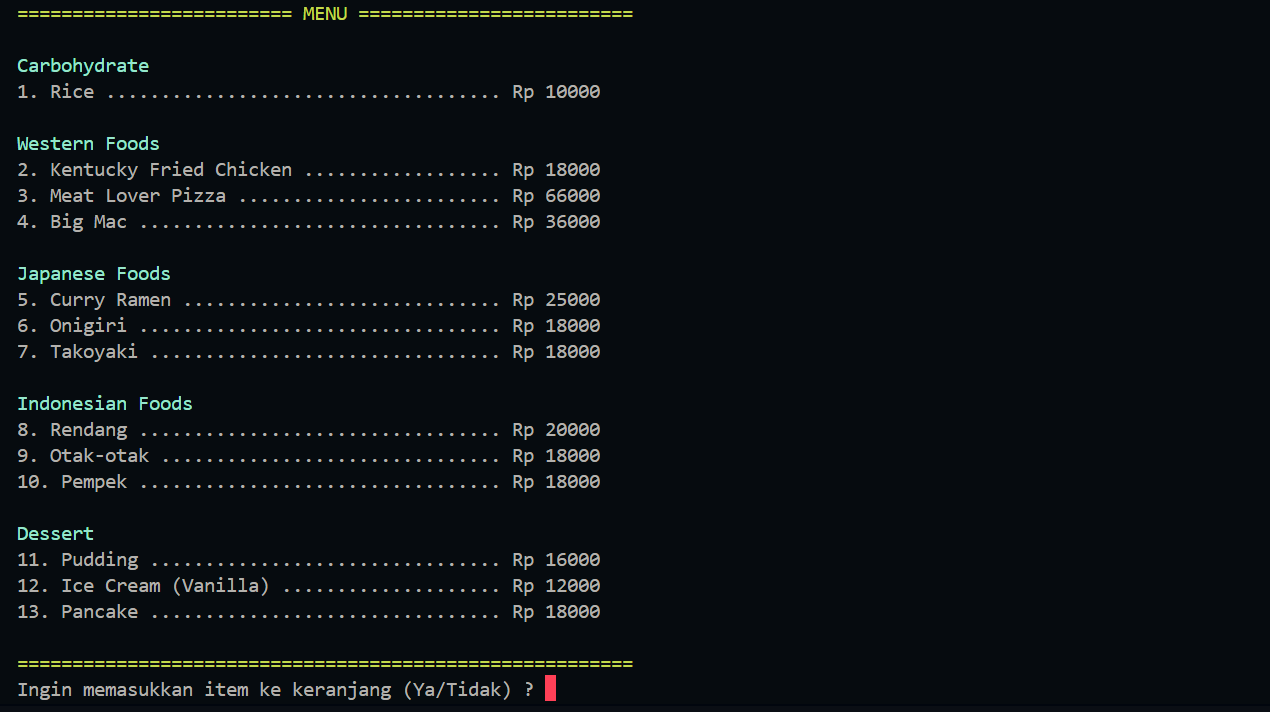 ========================= MENU =========================
Carbohydrate
1. Rice .................................... Rp 10000
Western Foods
2. Kentucky Fried Chicken .................. Rp 18000
3. Meat Lover Pizza ........................ Rp 66000
4. Big Mac ................................. Rp 36000
Japanese Foods
5. Curry Ramen ............................. Rp 25000
6. Onigiri ................................. Rp 18000
7. Takoyaki ................................ Rp 18000
Indonesian Foods
8. Rendang ................................. Rp 20000
9. Otak-otak ............................... Rp 18000
10. Pempek ................................. Rp 18000
Dessert
11. Pudding ................................ Rp 16000
12. Ice Cream (Vanilla) .................... Rp 12000
13. Pancake ................................ Rp 18000
========================================================
Ingin memasukkan item ke keranjang (Ya/Tidak) ?